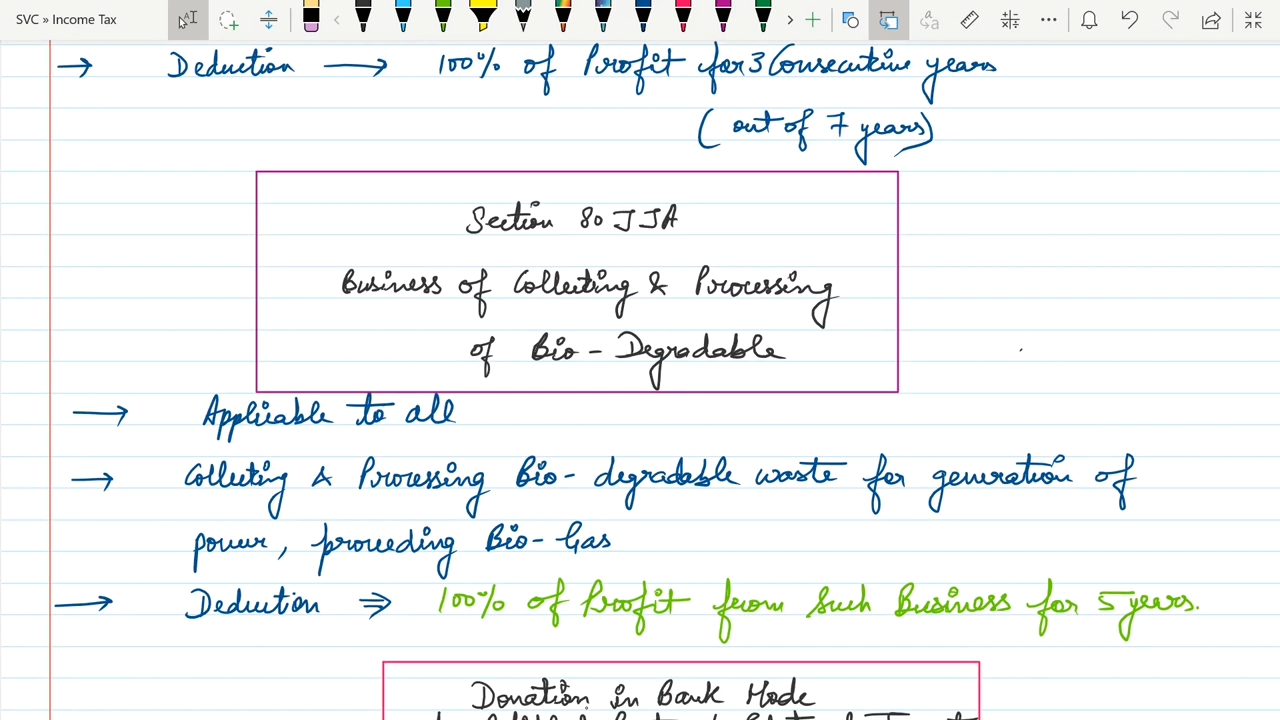 SVC » Income Tax
→ Deduction → 100% of Profit for 3 Consecutive years
(out of 7 years)
Section 80 JJA
Business of Collecting & Processing
of Bio - Degradable
→ Applicable to all
→ Collecting & Processing Bio - degradable waste for generation of
power, proceeding Bio - Gas
→ Deduction ⇒ 100% of Profit from Such Business for 5 years.
Donation in Bank Mode